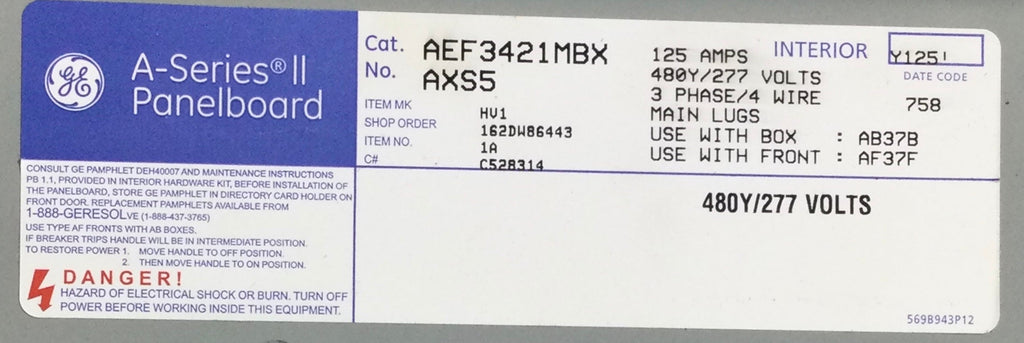 GE
A-Series® II
Panelboard
Cat. AEF3421MBX
No. AXS5
ITEM MK HV1
SHOP ORDER 162DW86443
ITEM NO. 1A
C# C528314
125 AMPS
480Y/277 VOLTS
3 PHASE/4 WIRE
MAIN LUGS
USE WITH BOX : AB37B
USE WITH FRONT : AF37F
INTERIOR
Y125!
DATE CODE
758
480Y/277 VOLTS
CONSULT GE PAMPHLET DEH40007 AND MAINTENANCE INSTRUCTIONS
PB 1.1, PROVIDED IN INTERIOR HARDWARE KIT, BEFORE INSTALLATION OF
THE PANELBOARD, STORE GE PAMPHLET IN DIRECTORY CARD HOLDER ON
FRONT DOOR. REPLACEMENT PAMPHLETS AVAILABLE FROM
1-888-GERESOLVE (1-888-437-3765)
USE TYPE AF FRONTS WITH AB BOXES.
IF BREAKER TRIPS HANDLE WILL BE IN INTERMEDIATE POSITION.
TO RESTORE POWER 1. MOVE HANDLE TO OFF POSITION.
2. THEN MOVE HANDLE TO ON POSITION.
DANGER!
HAZARD OF ELECTRICAL SHOCK OR BURN. TURN OFF
POWER BEFORE WORKING INSIDE THIS EQUIPMENT.
569B943P12